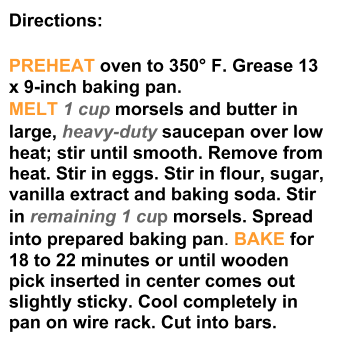 Directions:
PREHEAT oven to 350° F. Grease 13
x 9-inch baking pan.
MELT 1 cup morsels and butter in
large, heavy-duty saucepan over low
heat; stir until smooth. Remove from
heat. Stir in eggs. Stir in flour, sugar,
vanilla extract and baking soda. Stir
in remaining 1 cup morsels. Spread
into prepared baking pan. BAKE for
18 to 22 minutes or until wooden
pick inserted in center comes out
slightly sticky. Cool completely in
pan on wire rack. Cut into bars.